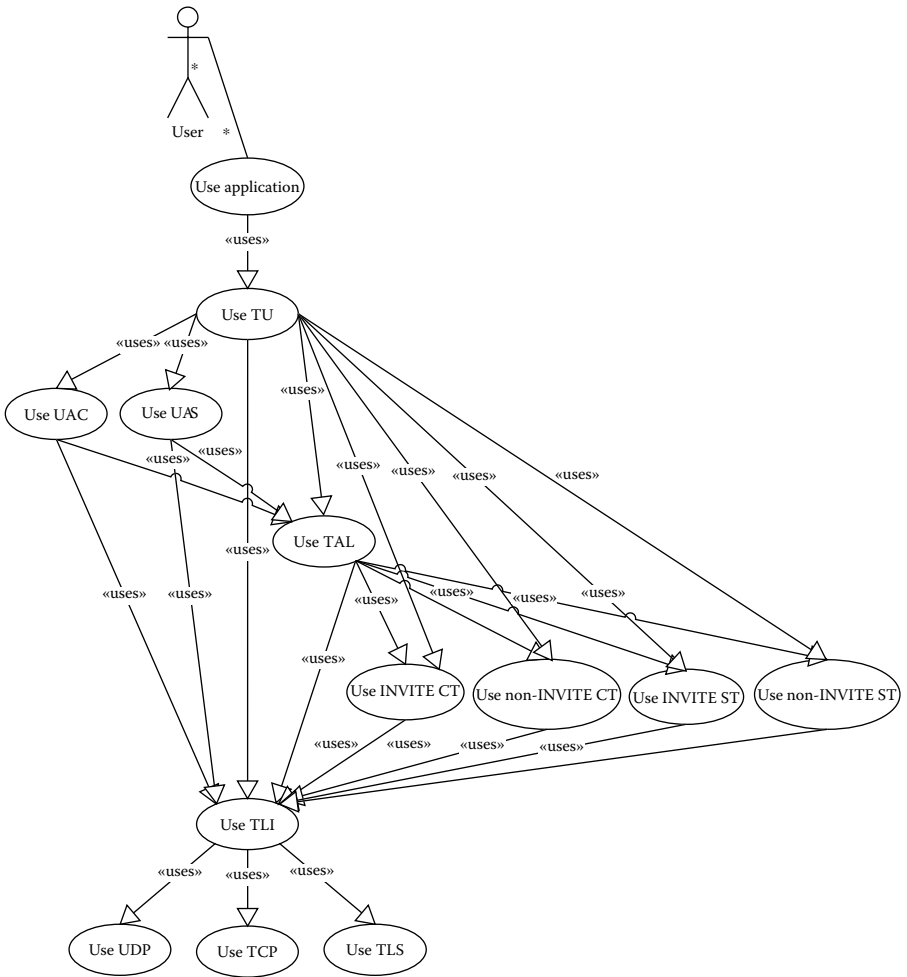 *
User
*
Use application
«uses»
Use TU
«uses» «uses»
«uses»
Use UAC
Use UAS
«uses»
«uses»
«uses»
«uses»
«uses»
«uses»
Use TAL
«uses»
«uses»
«uses»
«uses»
«uses»
«uses»
«uses»
«uses»
Use INVITE CT
Use non-INVITE CT
Use INVITE ST
Use non-INVITE ST
«uses»
«uses»
«uses»
«uses»
«uses»
Use TLI
«uses»
«uses»
«uses»
Use UDP
Use TCP
Use TLS